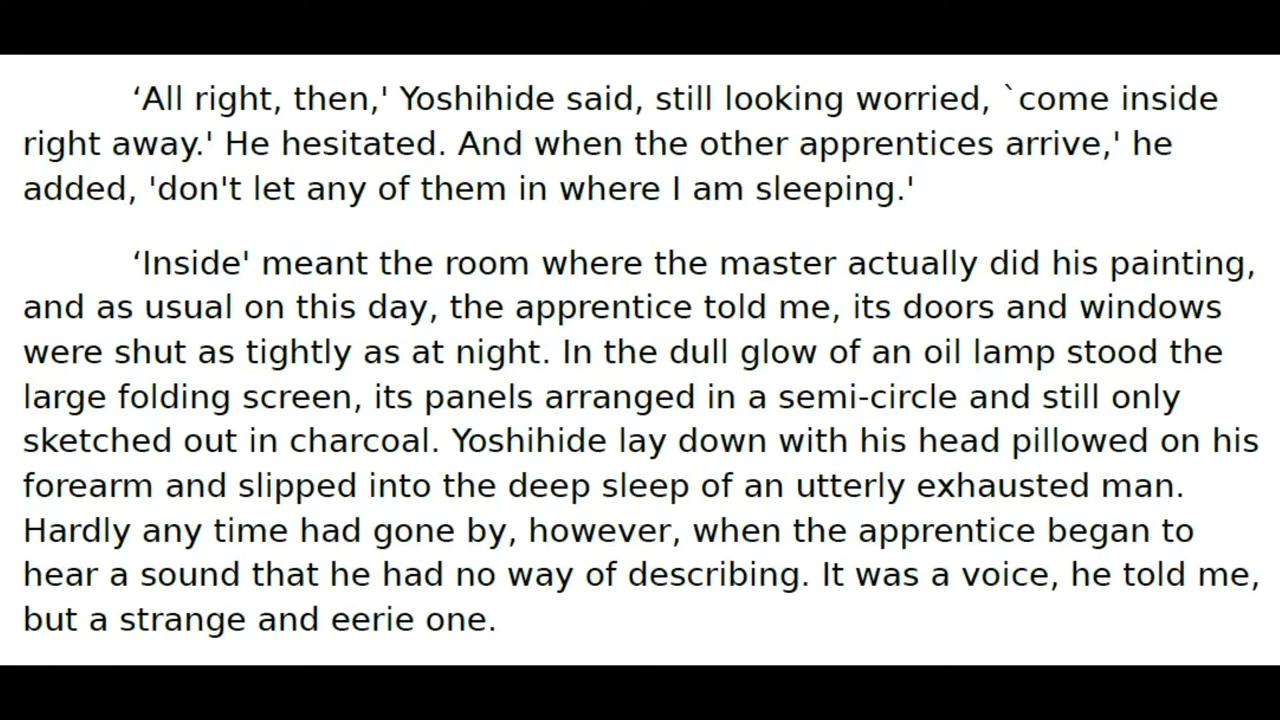 ‘All right, then,' Yoshihide said, still looking worried, `come inside
right away.' He hesitated. And when the other apprentices arrive,' he
added, 'don't let any of them in where I am sleeping.'
‘Inside' meant the room where the master actually did his painting,
and as usual on this day, the apprentice told me, its doors and windows
were shut as tightly as at night. In the dull glow of an oil lamp stood the
large folding screen, its panels arranged in a semi-circle and still only
sketched out in charcoal. Yoshihide lay down with his head pillowed on his
forearm and slipped into the deep sleep of an utterly exhausted man.
Hardly any time had gone by, however, when the apprentice began to
hear a sound that he had no way of describing. It was a voice, he told me,
but a strange and eerie one.